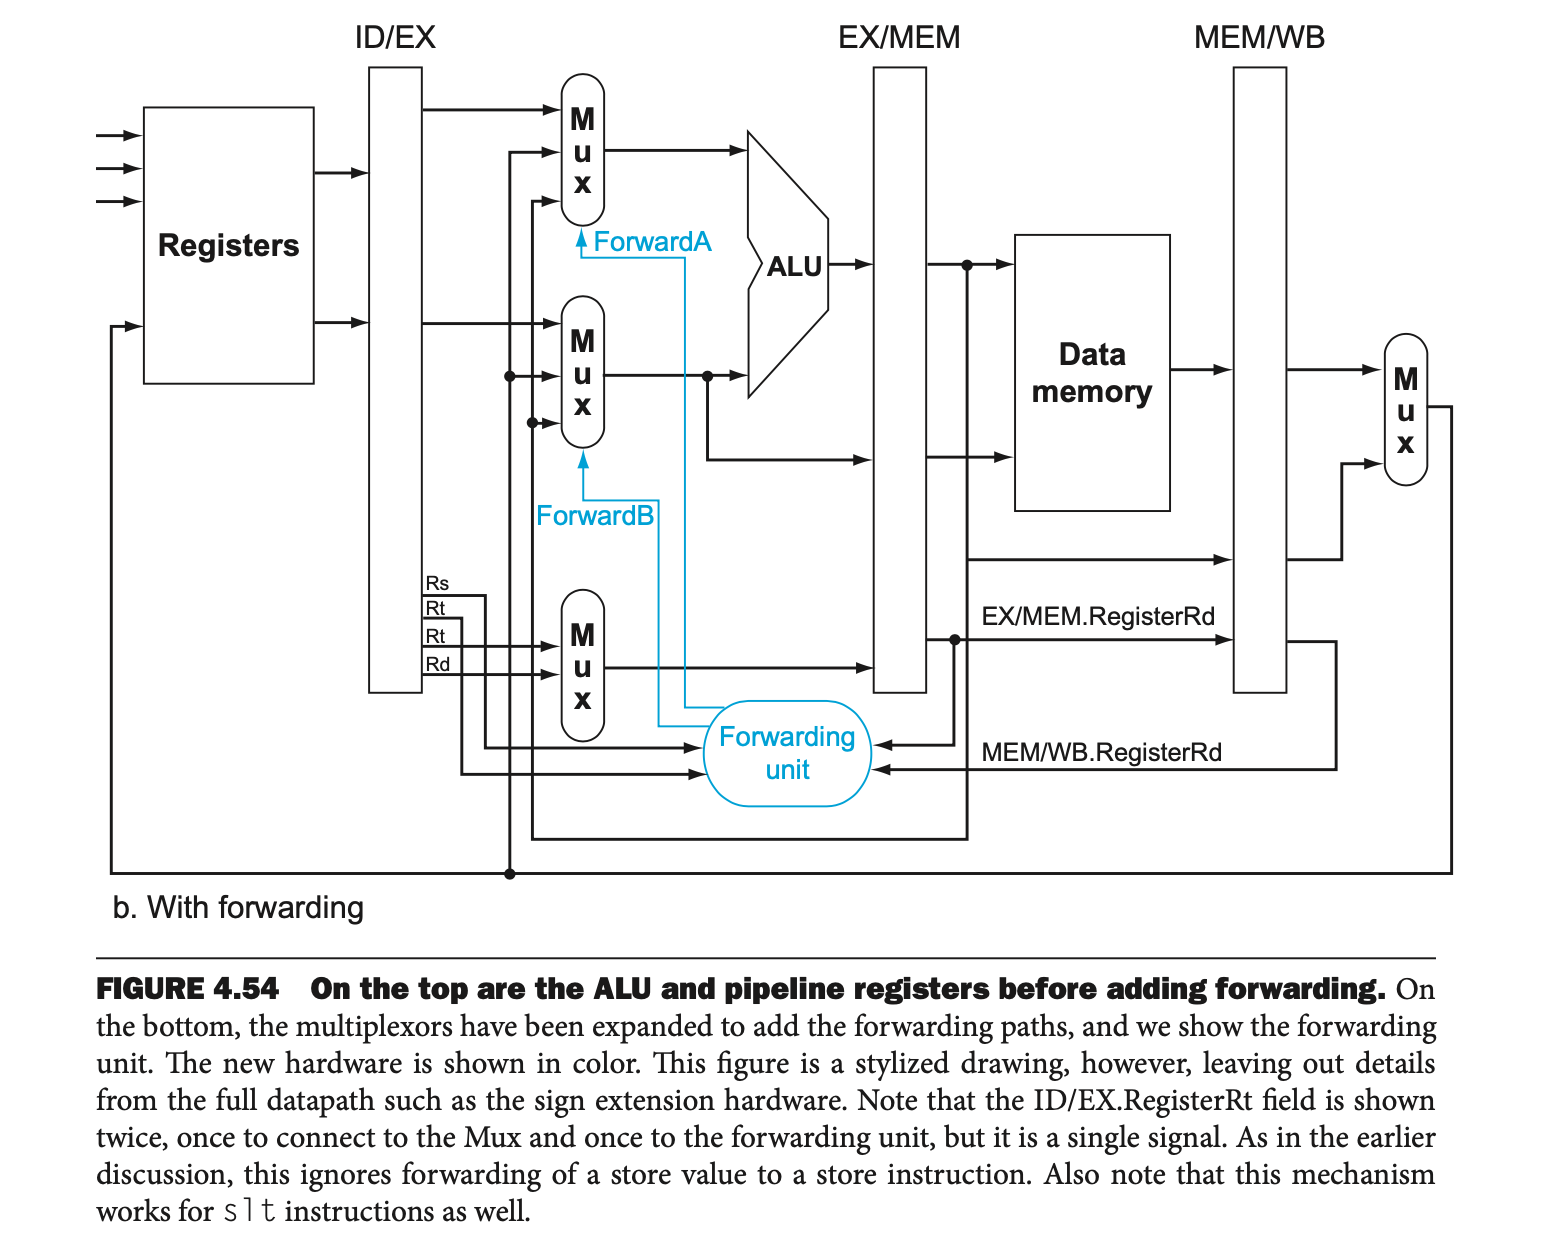 ID/EX
EX/MEM
MEM/WB
M
u
x
Registers
ForwardA
ALU
M
u
x
Data
memory
M
u
x
ForwardB
Rs
Rt
Rt
Rd
M
u
x
EX/MEM.RegisterRd
Forwarding
unit
MEM/WB.RegisterRd
b. With forwarding
FIGURE 4.54 On the top are the ALU and pipeline registers before adding forwarding. On
the bottom, the multiplexors have been expanded to add the forwarding paths, and we show the forwarding
unit. The new hardware is shown in color. This figure is a stylized drawing, however, leaving out details
from the full datapath such as the sign extension hardware. Note that the ID/EX.RegisterRt field is shown
twice, once to connect to the Mux and once to the forwarding unit, but it is a single signal. As in the earlier
discussion, this ignores forwarding of a store value to a store instruction. Also note that this mechanism
works for slt instructions as well.